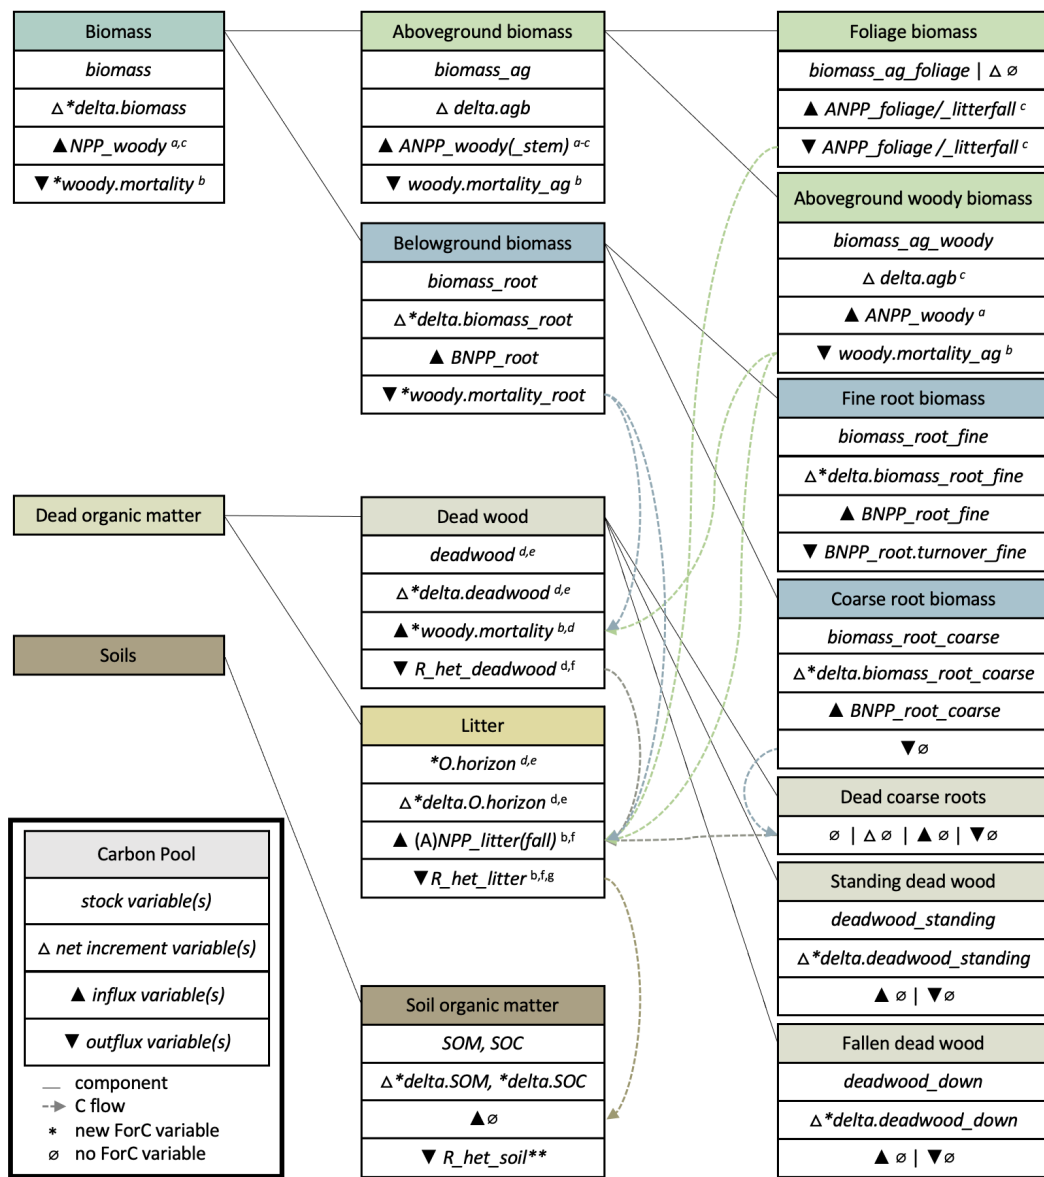 Biomass
biomass
△*delta.biomass
▲NPP_woody a,c
▼*woody.mortality b
Aboveground biomass
biomass_ag
△ delta.agb
▲ ANPP_woody(_stem) a-c
▼ woody.mortality_ag b
Belowground biomass
biomass_root
△*delta.biomass_root
▲ BNPP_root
▼*woody.mortality_root
Foliage biomass
biomass_ag_foliage | △ ∅
▲ ANPP_foliage/_litterfall c
▼ ANPP_foliage /_litterfall c
Aboveground woody biomass
biomass_ag_woody
△ delta.agb c
▲ ANPP_woody a
▼ woody.mortality_ag b
Fine root biomass
biomass_root_fine
△*delta.biomass_root_fine
▲ BNPP_root_fine
▼ BNPP_root.turnover_fine
Coarse root biomass
biomass_root_coarse
△*delta.biomass_root_coarse
▲ BNPP_root_coarse
▼∅
Dead organic matter
Dead wood
deadwood d,e
△*delta.deadwood d,e
▲*woody.mortality b,d
▼ R_het_deadwood d,f
Litter
*O.horizon d,e
△*delta.O.horizon d,e
▲ (A)NPP_litter(fall) b,f
▼R_het_litter b,f,g
Dead coarse roots
∅ | △ ∅ | ▲ ∅ | ▼∅
Standing dead wood
deadwood_standing
△*delta.deadwood_standing
▲ ∅ | ▼∅
Fallen dead wood
deadwood_down
△*delta.deadwood_down
▲ ∅ | ▼∅
Soils
Soil organic matter
SOM, SOC
△*delta.SOM, *delta.SOC
▲∅
▼ R_het_soil**
Carbon Pool
stock variable(s)
△ net increment variable(s)
▲ influx variable(s)
▼ outflux variable(s)
component
C flow
* new ForC variable
∅ no ForC variable